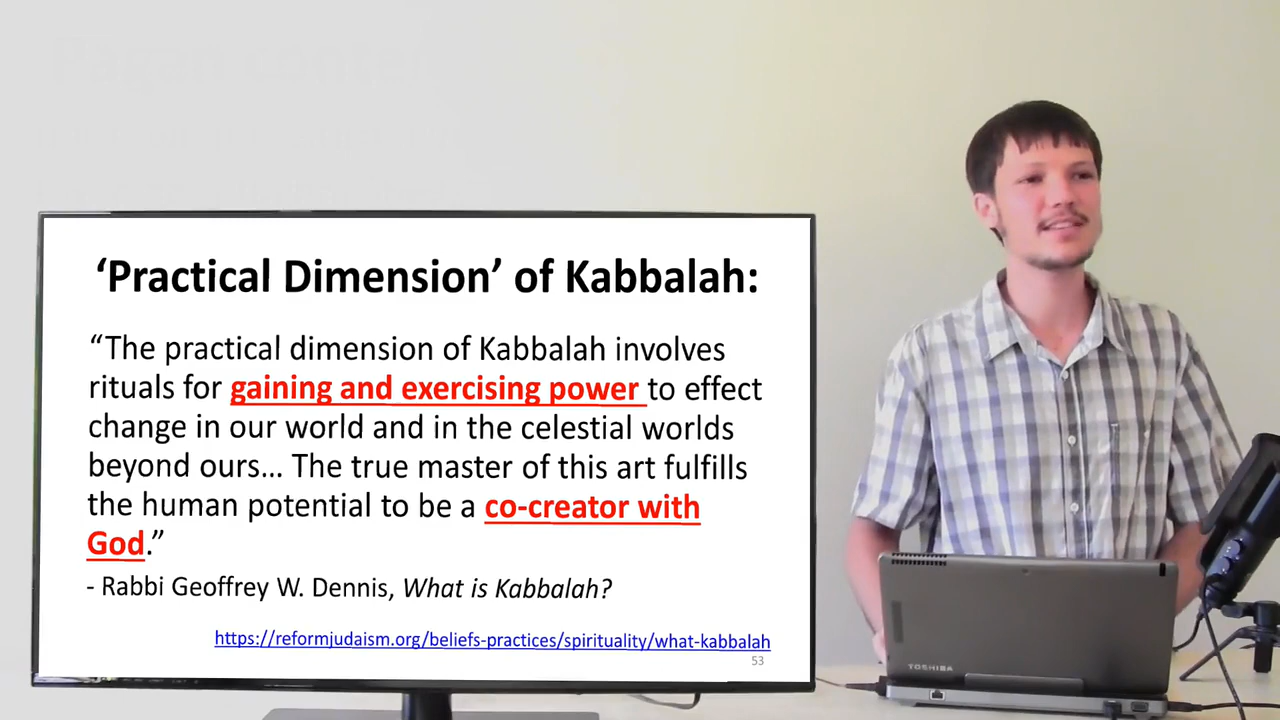 ‘Practical Dimension’ of Kabbalah:
“The practical dimension of Kabbalah involves
rituals for gaining and exercising power to effect
change in our world and in the celestial worlds
beyond ours... The true master of this art fulfills
the human potential to be a co-creator with
God.”
- Rabbi Geoffrey W. Dennis, What is Kabbalah?
https://reformjudaism.org/beliefs-practices/spirituality/what-kabbalah
53
TOSHIBA